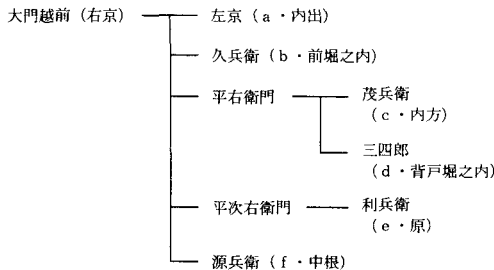 大門越前（右京）
左京（a・内出）
久兵衛（b・前堀之内）
平右衛門
茂兵衛
（c・内方）
三四郎
（d・背戸堀之内）
平次右衛門
利兵衛
（e・原）
源兵衛（f・中根）